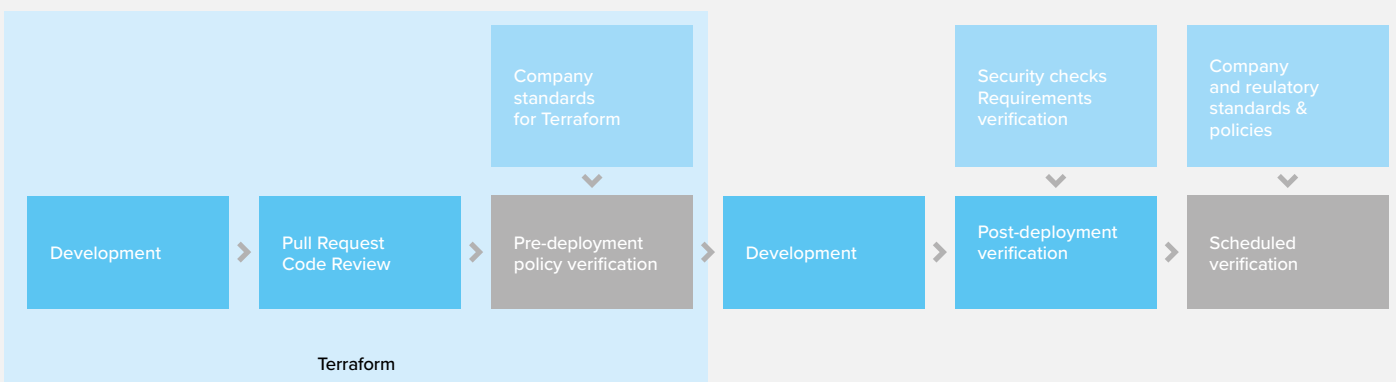 Company
standards
for Terraform
Security checks
Requirements
verification
Company
and reulatory
standards &
policies
Development
Pull Request
Code Review
Pre-deployment
policy verification
Development
Post-deployment
verification
Scheduled
verification
Terraform